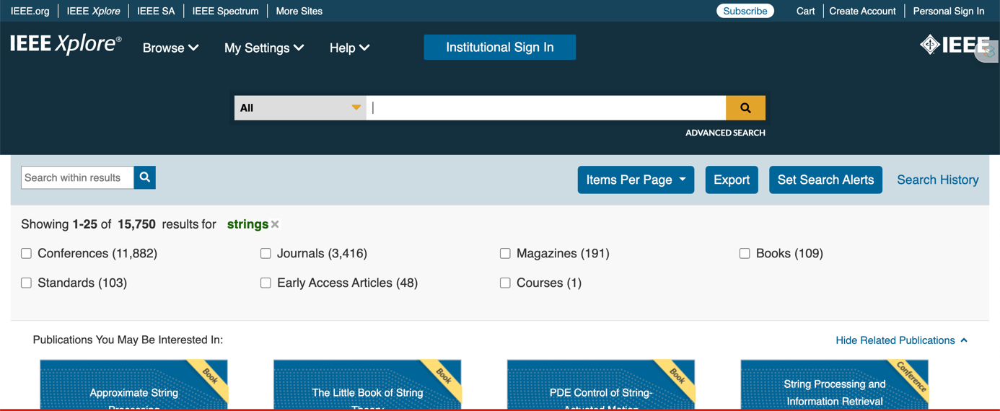 IEEE.org IEEE Xplore IEEE SA IEEE Spectrum More Sites Subscribe Cart Create Account Personal Sign In
IEEE Xplore® Browse My Settings Help Institutional Sign In IEEE
All
ADVANCED SEARCH
Search within results Items Per Page Export Set Search Alerts Search History
Showing 1-25 of 15,750 results for strings
Conferences (11,882) Journals (3,416) Magazines (191) Books (109)
Standards (103) Early Access Articles (48) Courses (1)
Publications You May Be Interested In: Hide Related Publications
Book Book Book Conference
Approximate String The Little Book of String PDE Control of String- String Processing and
Processing Theory Actuated Motion Information Retrieval